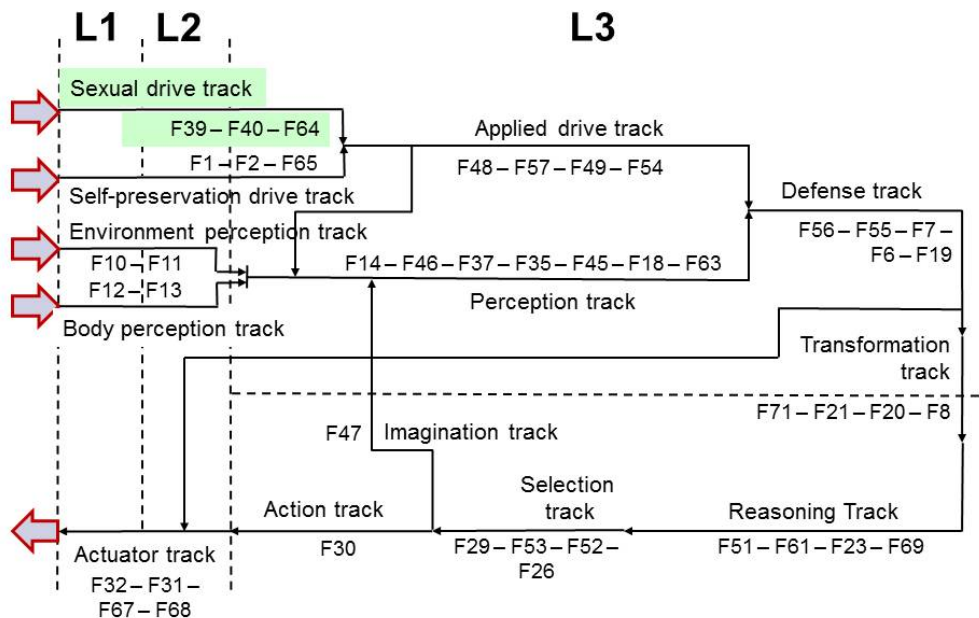 L1
L2
L3
Sexual drive track
F39 – F40 – F64
Applied drive track
F1 – F2 – F65
F48 – F57 – F49 – F54
Self-preservation drive track
Defense track
Environment perception track
F56 – F55 – F7 –
F6 – F19
F10 – F11
F14 – F46 – F37 – F35 – F45 – F18 – F63
F12 – F13
Perception track
Body perception track
Transformation
track
F71 – F21 – F20 – F8
F47
Imagination track
Selection
track
Action track
Reasoning Track
Actuator track
F30
F29 – F53 – F52 –
F26
F51 – F61 – F23 – F69
F32 – F31 –
F67 – F68